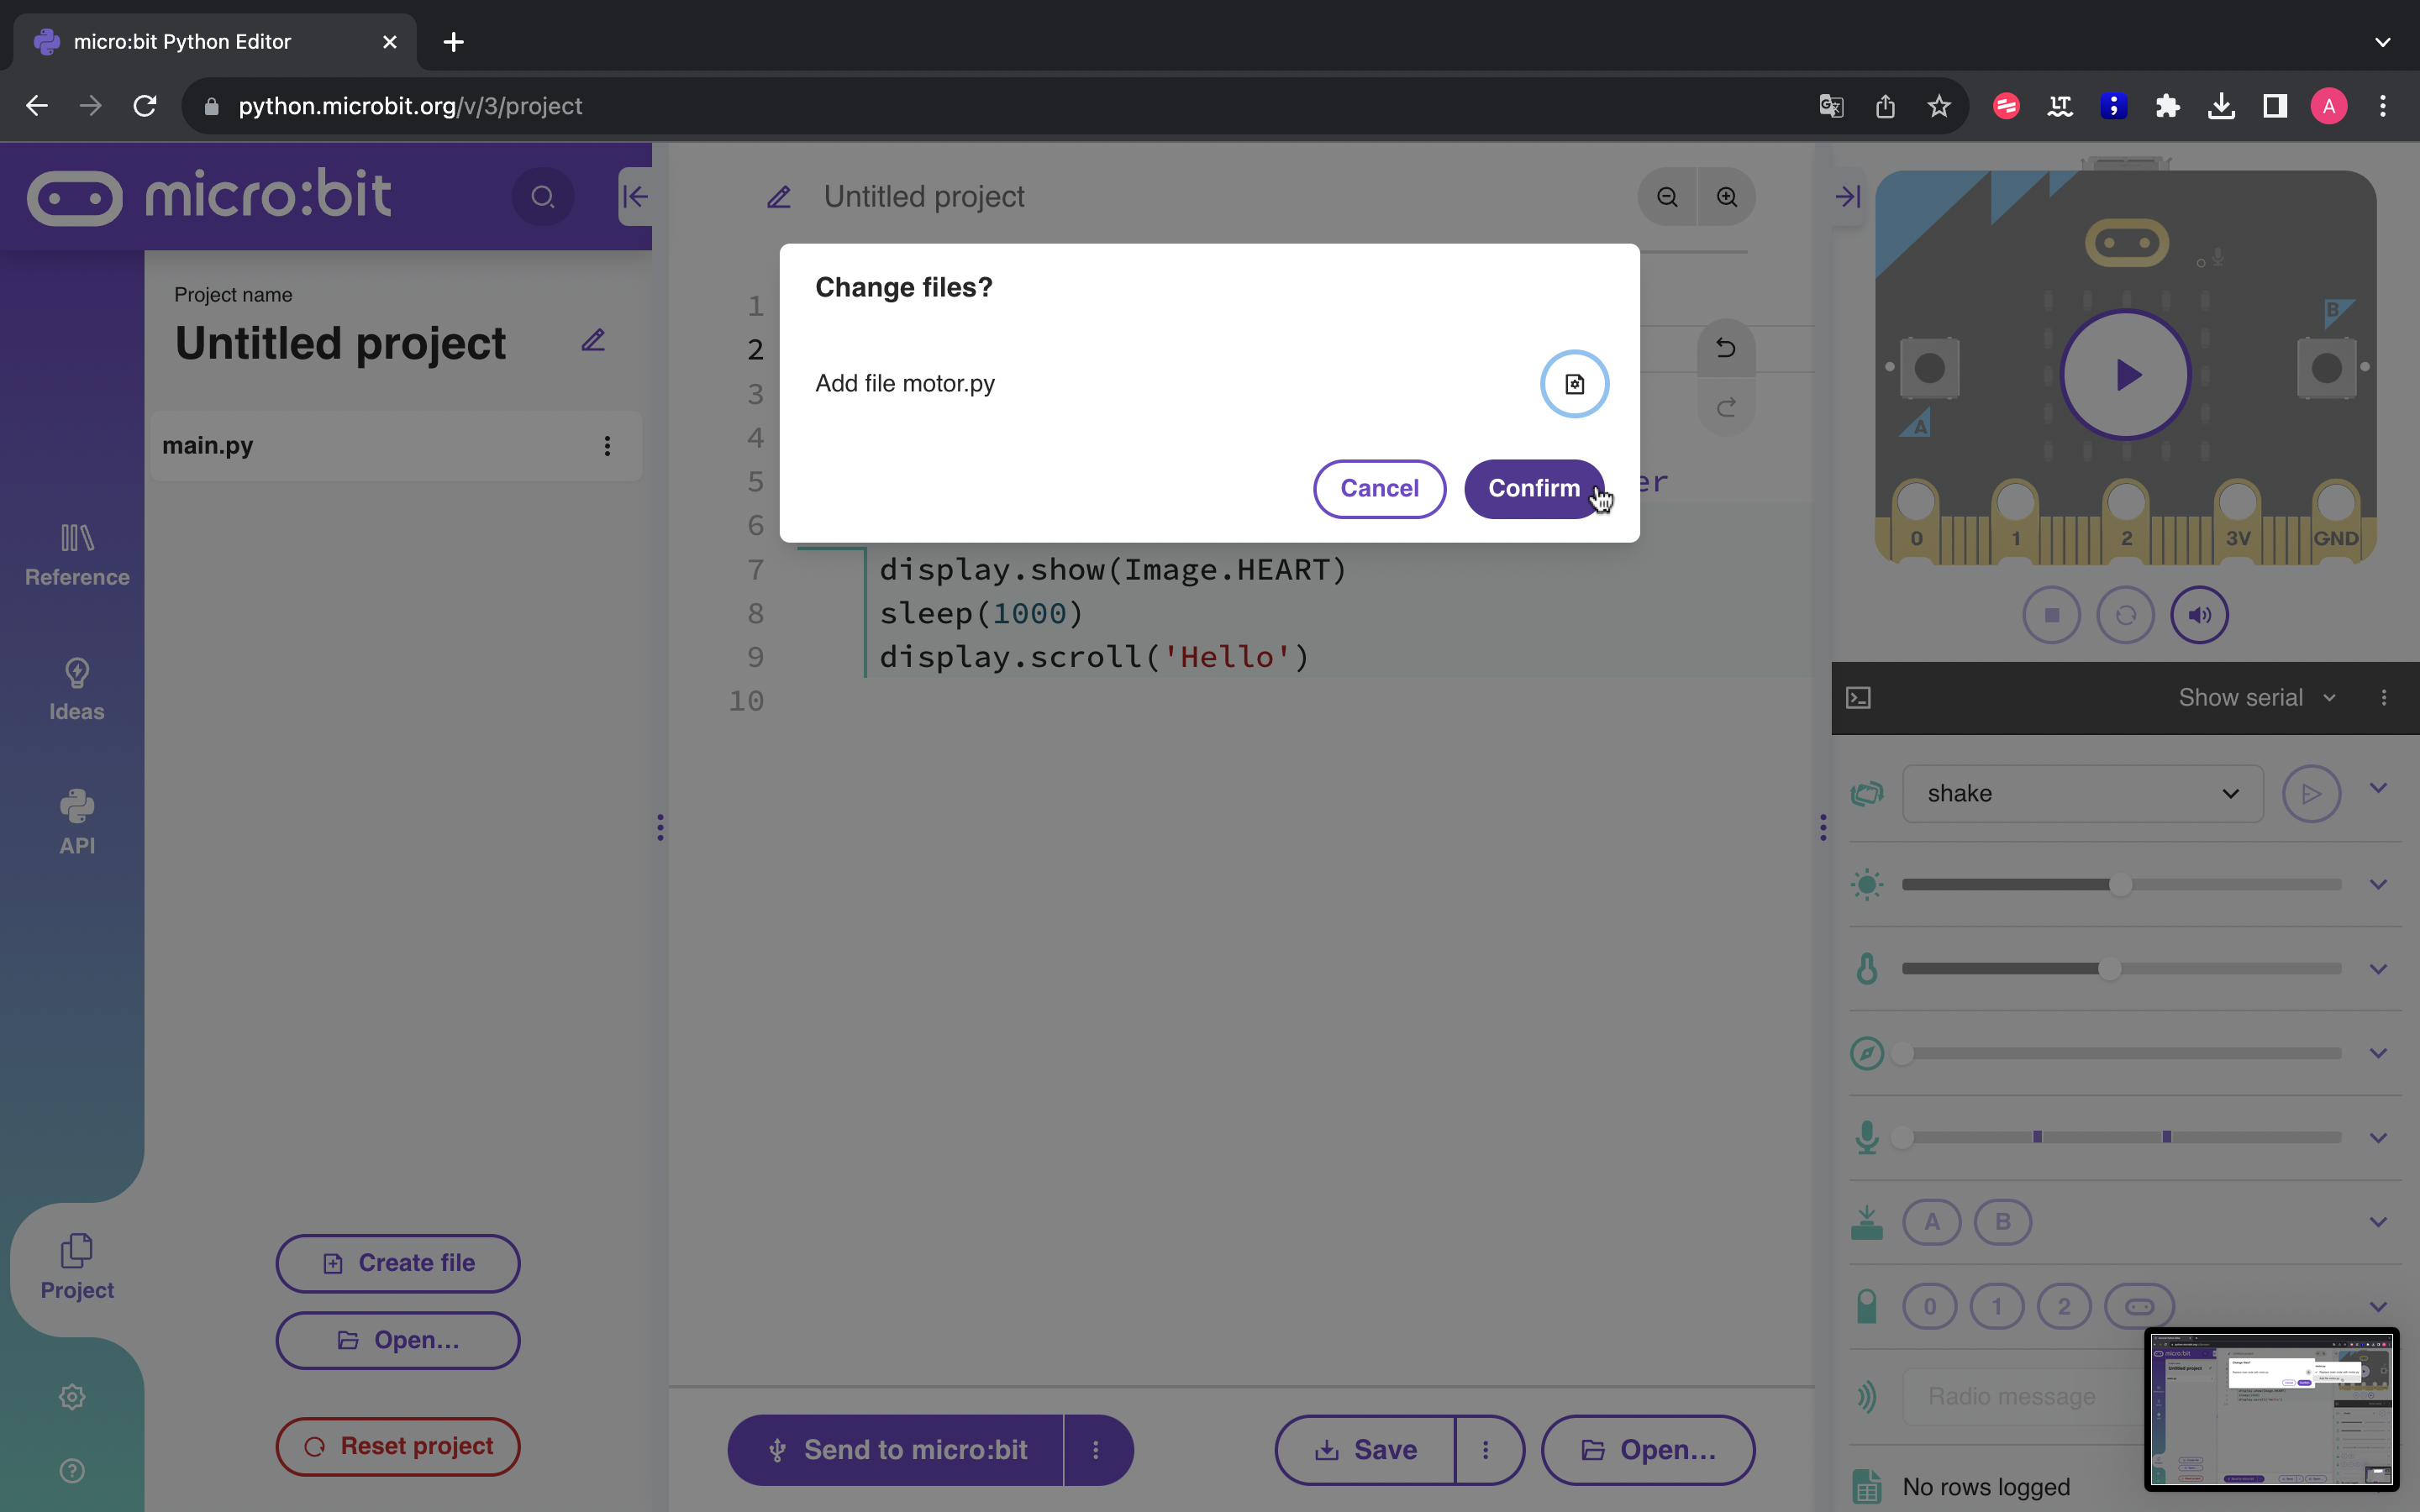 micro:bit Python Editor
python.microbit.org/v/3/project
A
micro:bit
Untitled project
Project name
Untitled project
main.py
Reference
Ideas
API
Project
Create file
Open...
Reset project
Change files?
Add file motor.py
Cancel
Confirm
1
2
3
4
5 er
6
7 display.show(Image.HEART)
8 sleep(1000)
9 display.scroll('Hello')
10
Send to micro:bit
Save
Open...
B
A
0 1 2 3V GND
Show serial
shake
A B
0 1 2
Radio message
No rows logged